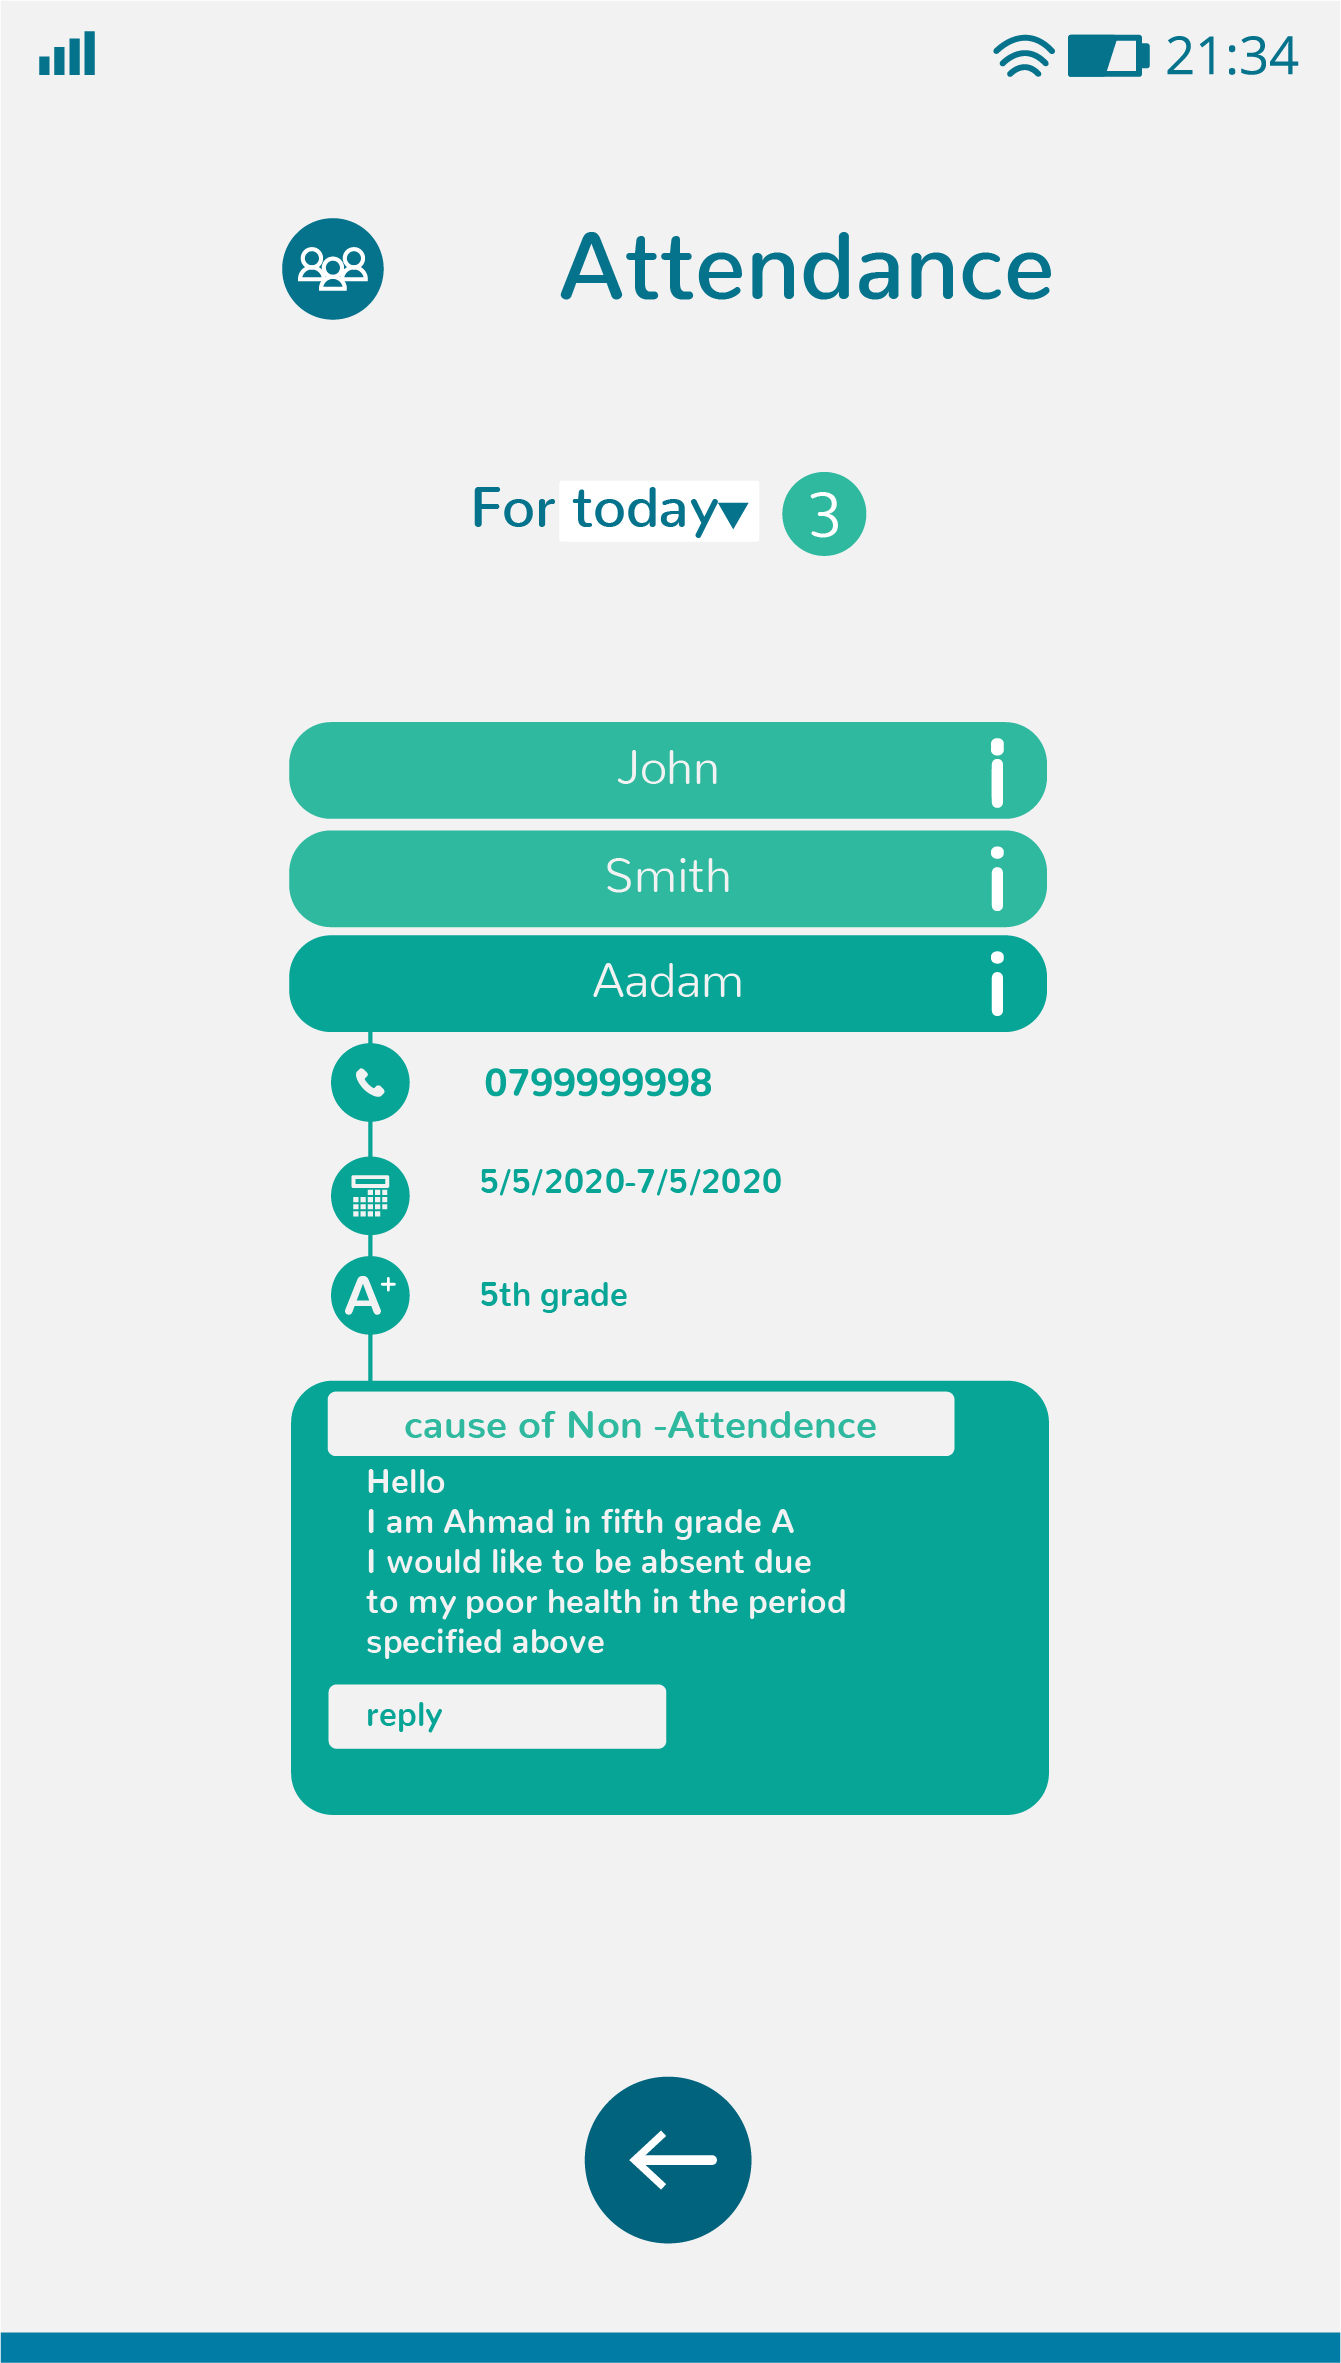 21:34
Attendance
For today 3
John
Smith
Aadam
0799999998
5/5/2020-7/5/2020
A+
5th grade
cause of Non -Attendence
Hello
I am Ahmad in fifth grade A
I would like to be absent due
to my poor health in the period
specified above
reply